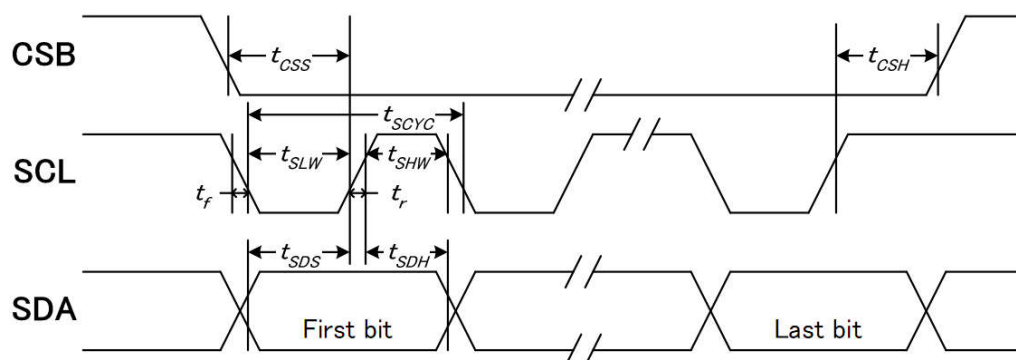 CSB
tCSS
tCSH
tSCYC
SCL
tSLW
tSHW
tf
tr
tSDS
tSDH
SDA
First bit
Last bit